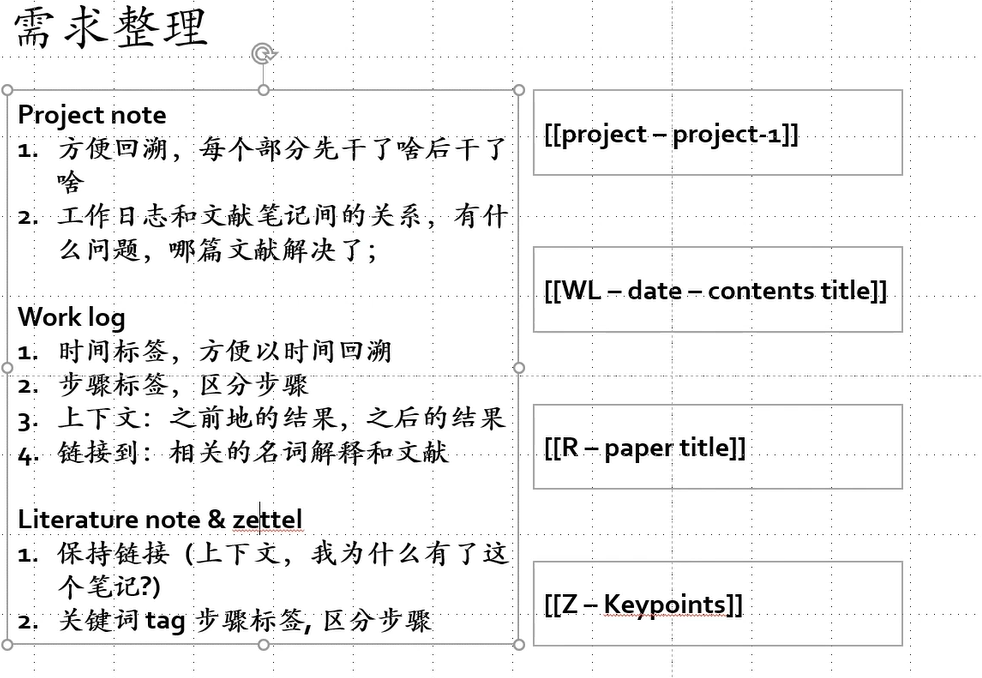 需求整理
Project note
1. 方便回溯，每个部分先干了啥后干了
啥
2. 工作日志和文献笔记间的关系，有什
么问题，哪篇文献解决了；
Work log
1. 时间标签，方便以时间回溯
2. 步骤标签，区分步骤
3. 上下文：之前地的结果，之后的结果
4. 链接到：相关的名词解释和文献
Literature note & zettel
1. 保持链接（上下文，我为什么有了这
个笔记?)
2. 关键词 tag 步骤标签, 区分步骤
[[project – project-1]]
[[WL – date – contents title]]
[[R – paper title]]
[[Z – Keypoints]]